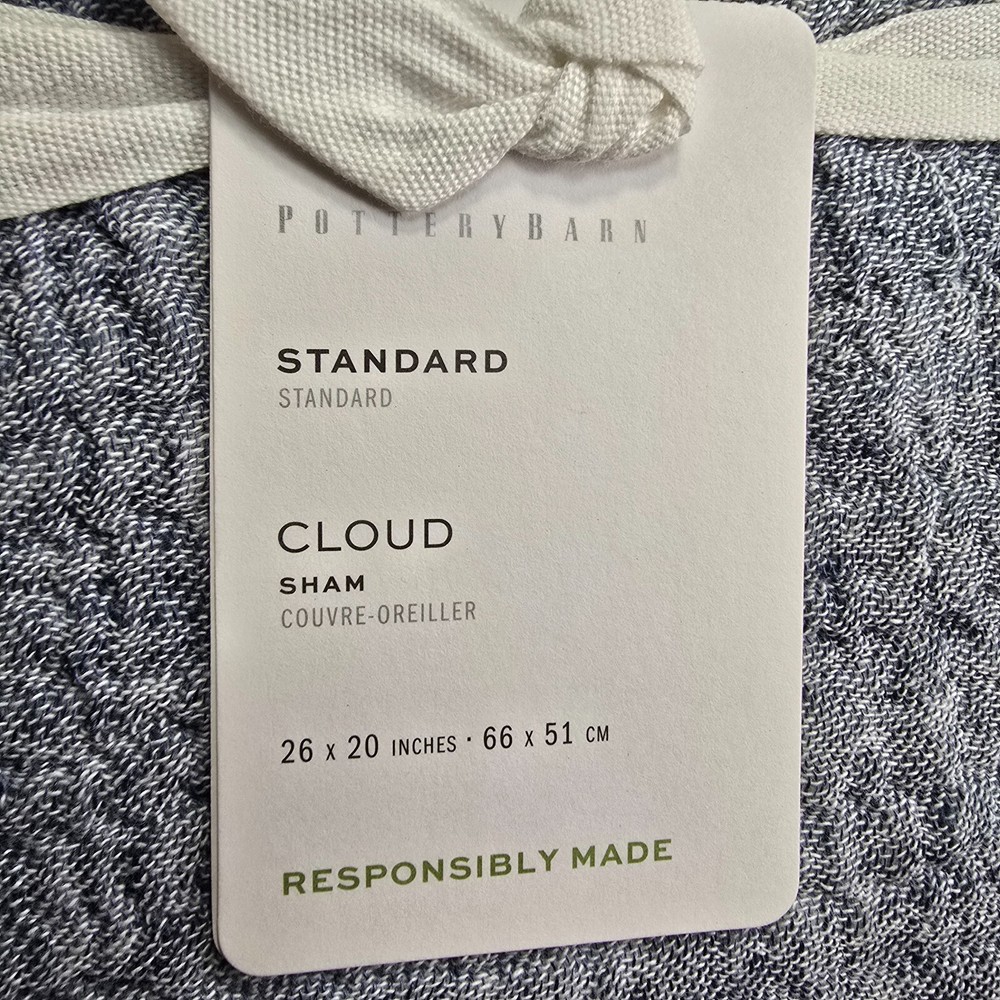 POTTERYBARN
STANDARD
STANDARD
CLOUD
SHAM
COUVRE-OREILLER
26 x 20 INCHES · 66 x 51 CM
RESPONSIBLY MADE